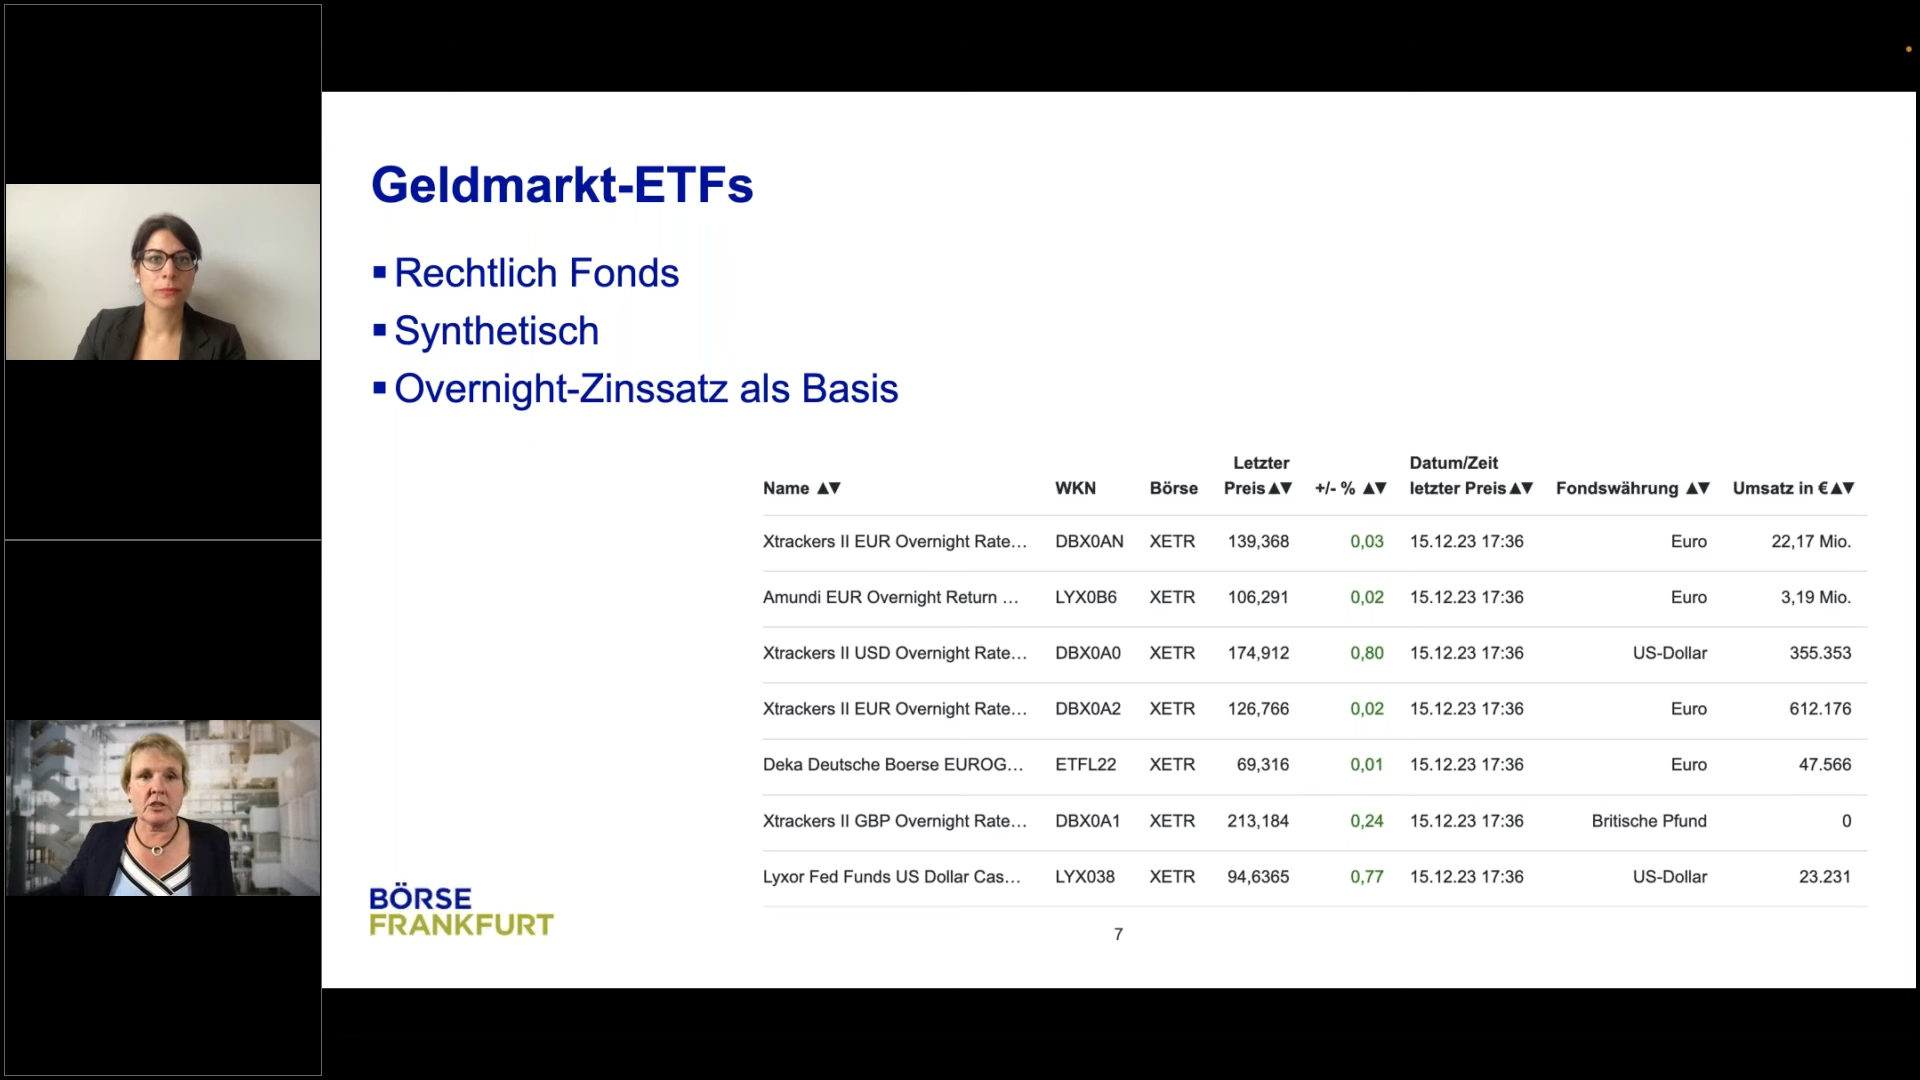 Geldmarkt-ETFs
▪ Rechtlich Fonds
▪ Synthetisch
▪ Overnight-Zinssatz als Basis
Name ▲▼ WKN Börse Letzter Preis▲▼ +/- % ▲▼ Datum/Zeit letzter Preis▲▼ Fondswährung ▲▼ Umsatz in €▲▼
Xtrackers II EUR Overnight Rate… DBX0AN XETR 139,368 0,03 15.12.23 17:36 Euro 22,17 Mio.
Amundi EUR Overnight Return … LYX0B6 XETR 106,291 0,02 15.12.23 17:36 Euro 3,19 Mio.
Xtrackers II USD Overnight Rate… DBX0A0 XETR 174,912 0,80 15.12.23 17:36 US-Dollar 355.353
Xtrackers II EUR Overnight Rate… DBX0A2 XETR 126,766 0,02 15.12.23 17:36 Euro 612.176
Deka Deutsche Boerse EUROG… ETFL22 XETR 69,316 0,01 15.12.23 17:36 Euro 47.566
Xtrackers II GBP Overnight Rate… DBX0A1 XETR 213,184 0,24 15.12.23 17:36 Britische Pfund 0
Lyxor Fed Funds US Dollar Cas… LYX038 XETR 94,6365 0,77 15.12.23 17:36 US-Dollar 23.231
BÖRSE
FRANKFURT
7